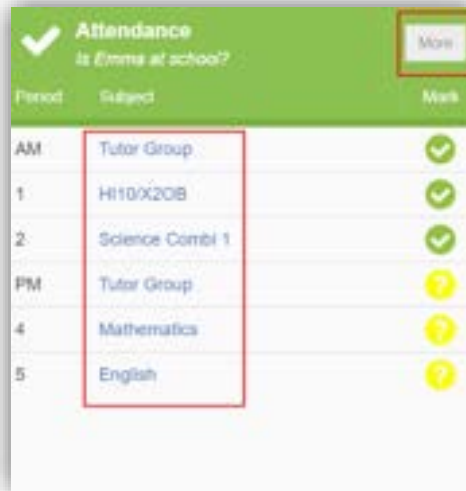 Attendance
Is Emma at school?
More
Period Subject Mark
AM Tutor Group
1 HI10/X2OB
2 Science Combi 1
PM Tutor Group ?
4 Mathematics ?
5 English ?